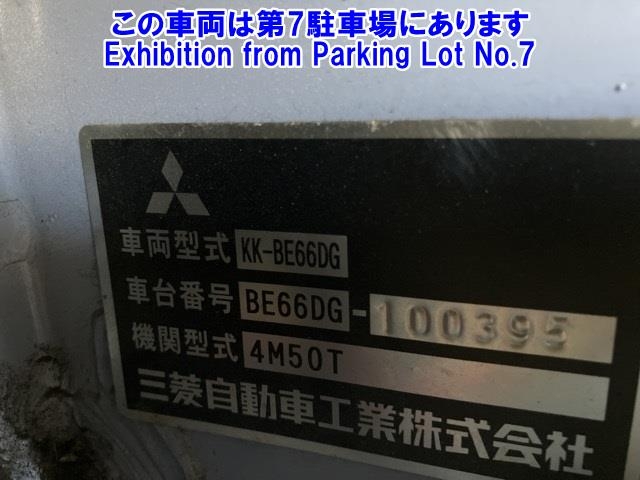 この車両は第7駐車場にあります
Exhibition from Parking Lot No.7
車両型式 KK-BE66DG
車台番号 BE66DG-100395
機関型式 4M50T
三菱自動車工業株式会社